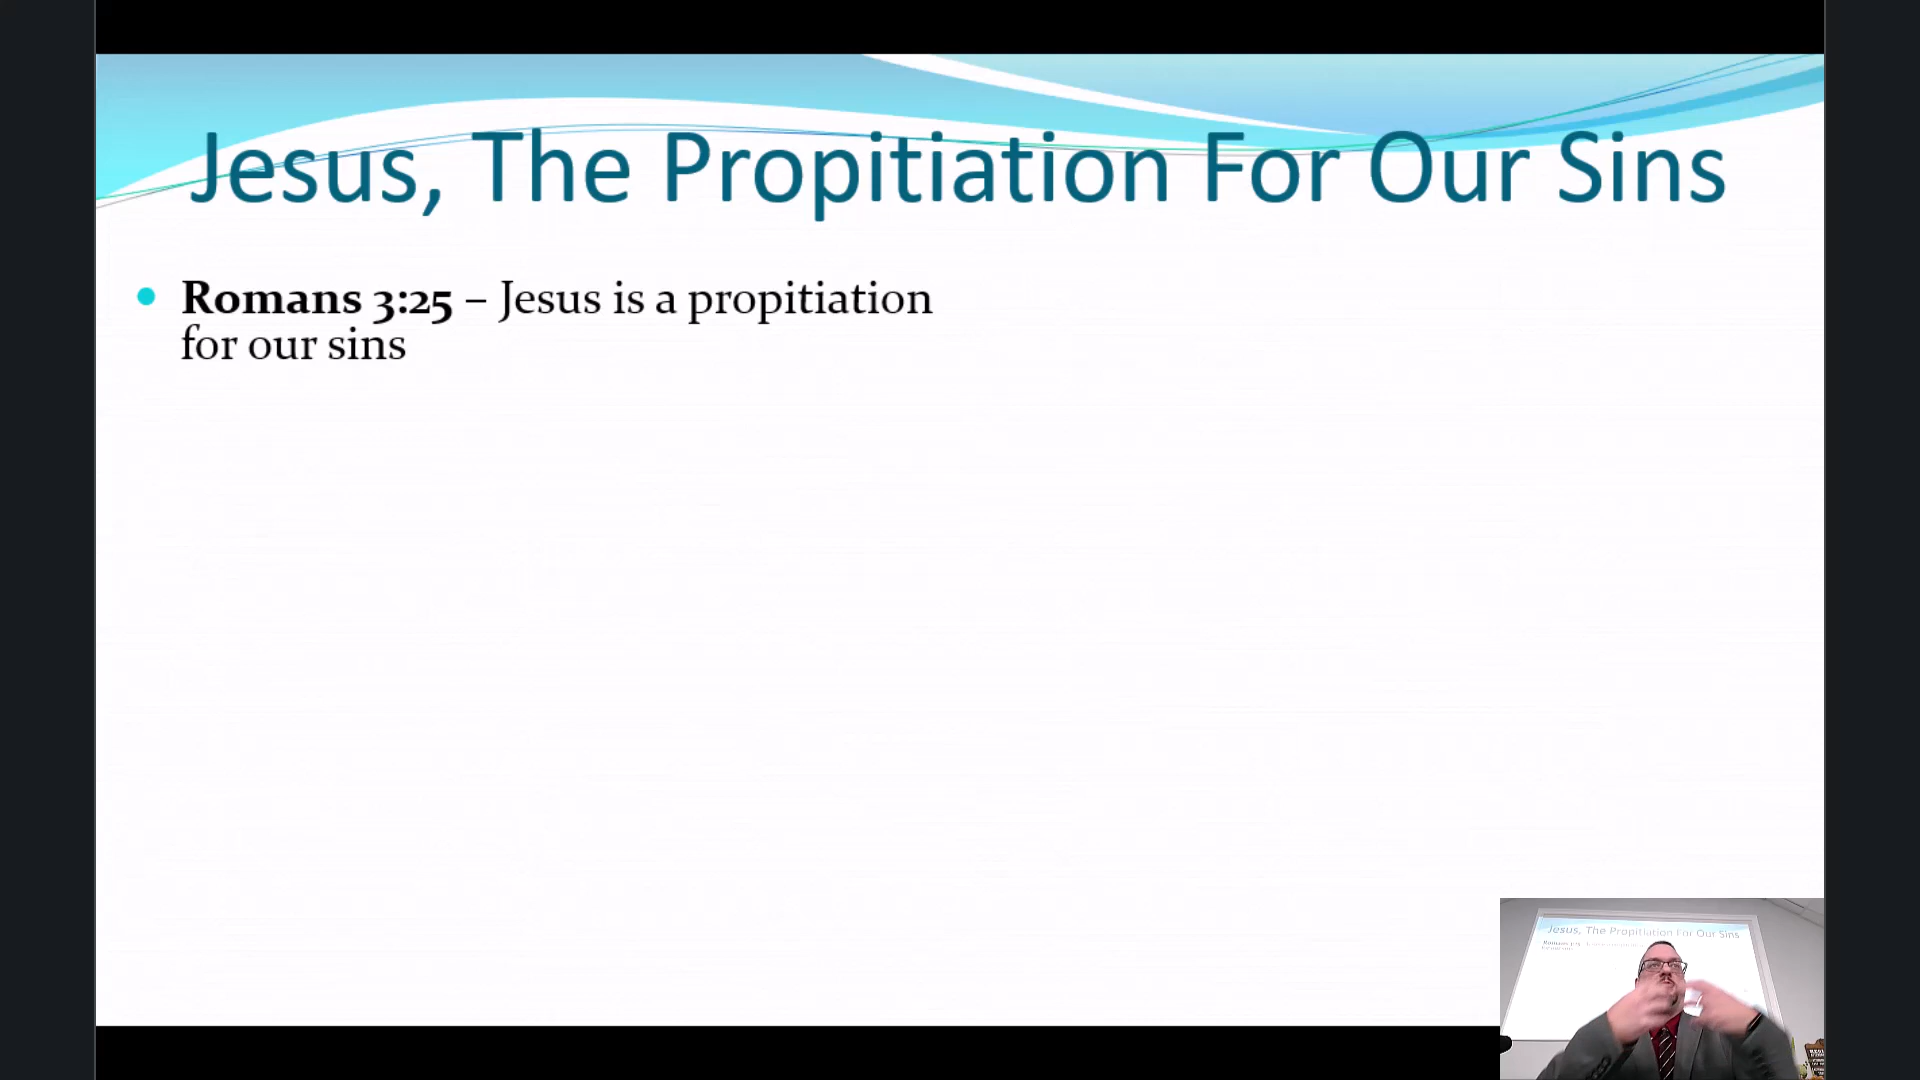 Jesus, The Propitiation For Our Sins
Romans 3:25 – Jesus is a propitiation
for our sins
Jesus, The Propitiation For Our Sins